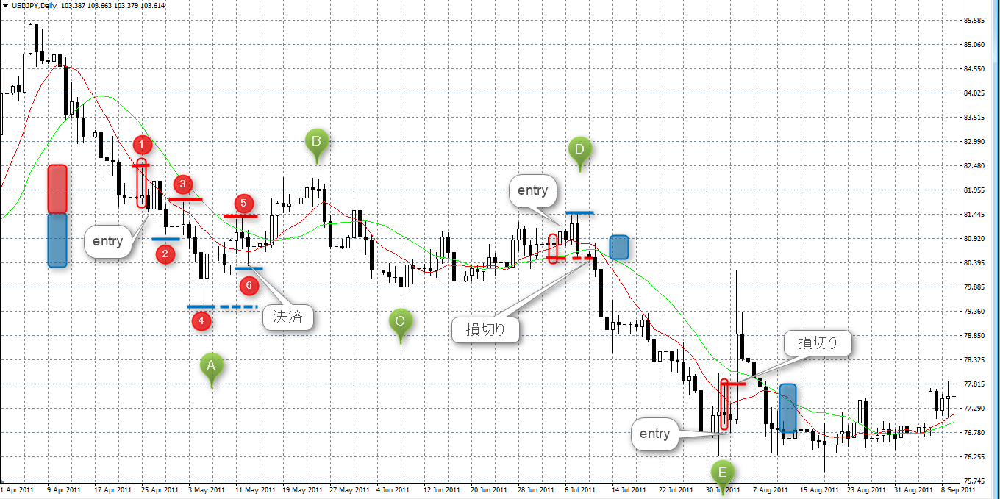 USDJPY,Daily 103.387 103.663 103.379 103.614
85.585
85.060
84.550
84.025
83.515
82.990
82.480
81.955
81.445
80.920
80.395
79.885
79.360
78.850
78.325
77.815
77.290
76.780
76.255
75.745
1
B
D
3
entry
5
entry
2
6
決済
4
C
損切り
損切り
A
entry
E
1 Apr 2011
9 Apr 2011
17 Apr 2011
25 Apr 2011
3 May 2011
11 May 2011
19 May 2011
27 May 2011
4 Jun 2011
12 Jun 2011
20 Jun 2011
28 Jun 2011
6 Jul 2011
14 Jul 2011
22 Jul 2011
30 Jul 2011
7 Aug 2011
15 Aug 2011
23 Aug 2011
31 Aug 2011
8 Sep 2011